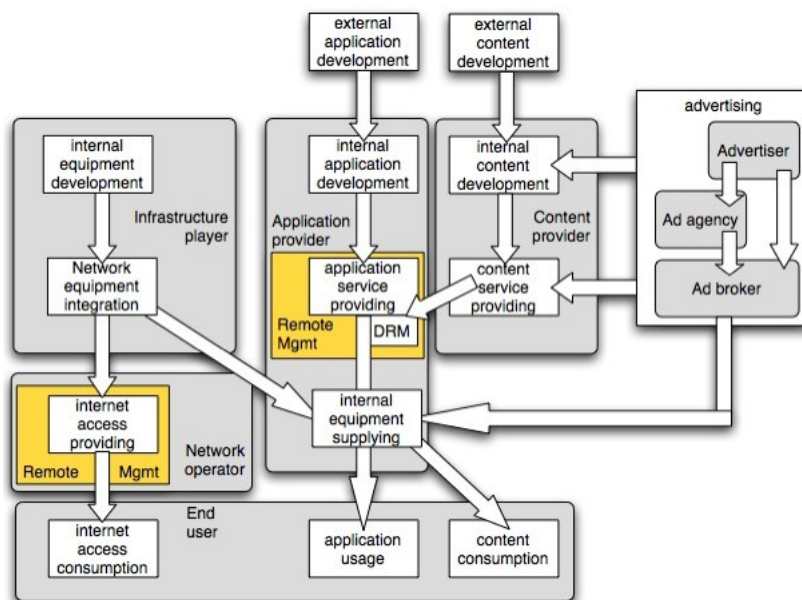 external
application
development
external
content
development
advertising
Advertiser
Ad agency
Ad broker
internal
equipment
development
Infrastructure
player
Network
equipment
integration
internal
application
development
Application
provider
application
service
providing
Remote
Mgmt
DRM
internal
content
development
Content
provider
content
service
providing
internal
equipment
supplying
internet
access
providing
Remote Mgmt
Network
operator
End
user
internet
access
consumption
application
usage
content
consumption